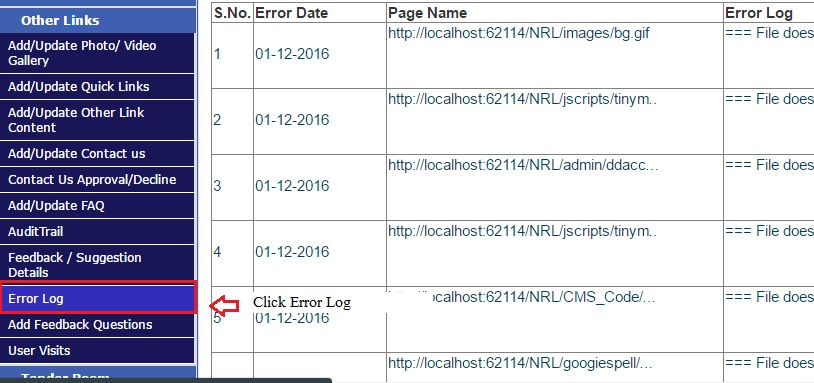 Other Links
Add/Update Photo/ Video
Gallery
Add/Update Quick Links
Add/Update Other Link
Content
Add/Update Contact us
Contact Us Approval/Decline
Add/Update FAQ
AuditTrail
Feedback / Suggestion
Details
Error Log
Add Feedback Questions
User Visits
Tender Room
S.No. Error Date Page Name Error Log
http://localhost:62114/NRL/images/bg.gif === File does
1 01-12-2016
http://localhost:62114/NRL/jscripts/tinym.. === File does
2 01-12-2016
http://localhost:62114/NRL/admin/ddacc... === File does
3 01-12-2016
http://localhost:62114/NRL/jscripts/tinym.. === File does
4 01-12-2016
Click Error Log
calhost:62114/NRL/CMS_Code/... === File does
5 01-12-2016
http://localhost:62114/NRL/googiespell/... === File does